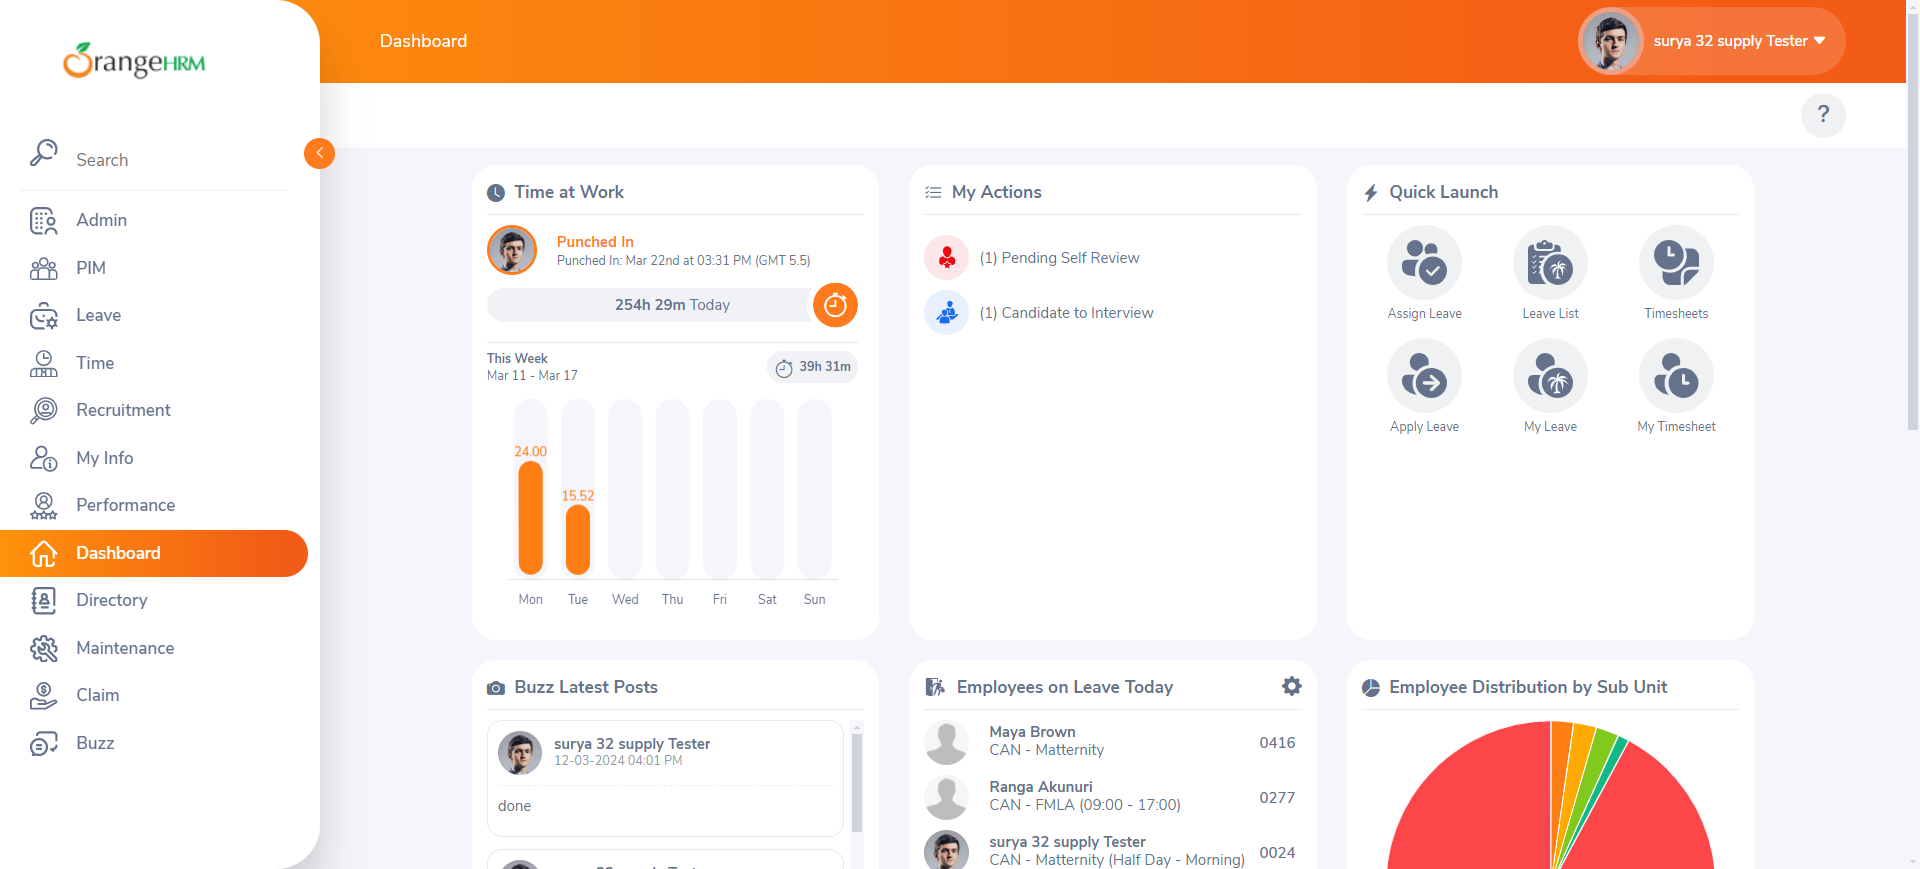 OrangeHRM
Search
Admin
PIM
Leave
Time
Recruitment
My Info
Performance
Dashboard
Directory
Maintenance
Claim
Buzz
Dashboard
surya 32 supply Tester
?
Time at Work
Punched In
Punched In: Mar 22nd at 03:31 PM (GMT 5.5)
254h 29m Today
This Week
Mar 11 - Mar 17
39h 31m
24.00
15.52
Mon Tue Wed Thu Fri Sat Sun
My Actions
(1) Pending Self Review
(1) Candidate to Interview
Quick Launch
Assign Leave
Leave List
Timesheets
Apply Leave
My Leave
My Timesheet
Buzz Latest Posts
surya 32 supply Tester
12-03-2024 04:01 PM
done
Employees on Leave Today
Maya Brown
CAN - Matternity
0416
Ranga Akunuri
CAN - FMLA (09:00 - 17:00)
0277
surya 32 supply Tester
CAN - Matternity (Half Day - Morning)
0024
Employee Distribution by Sub Unit